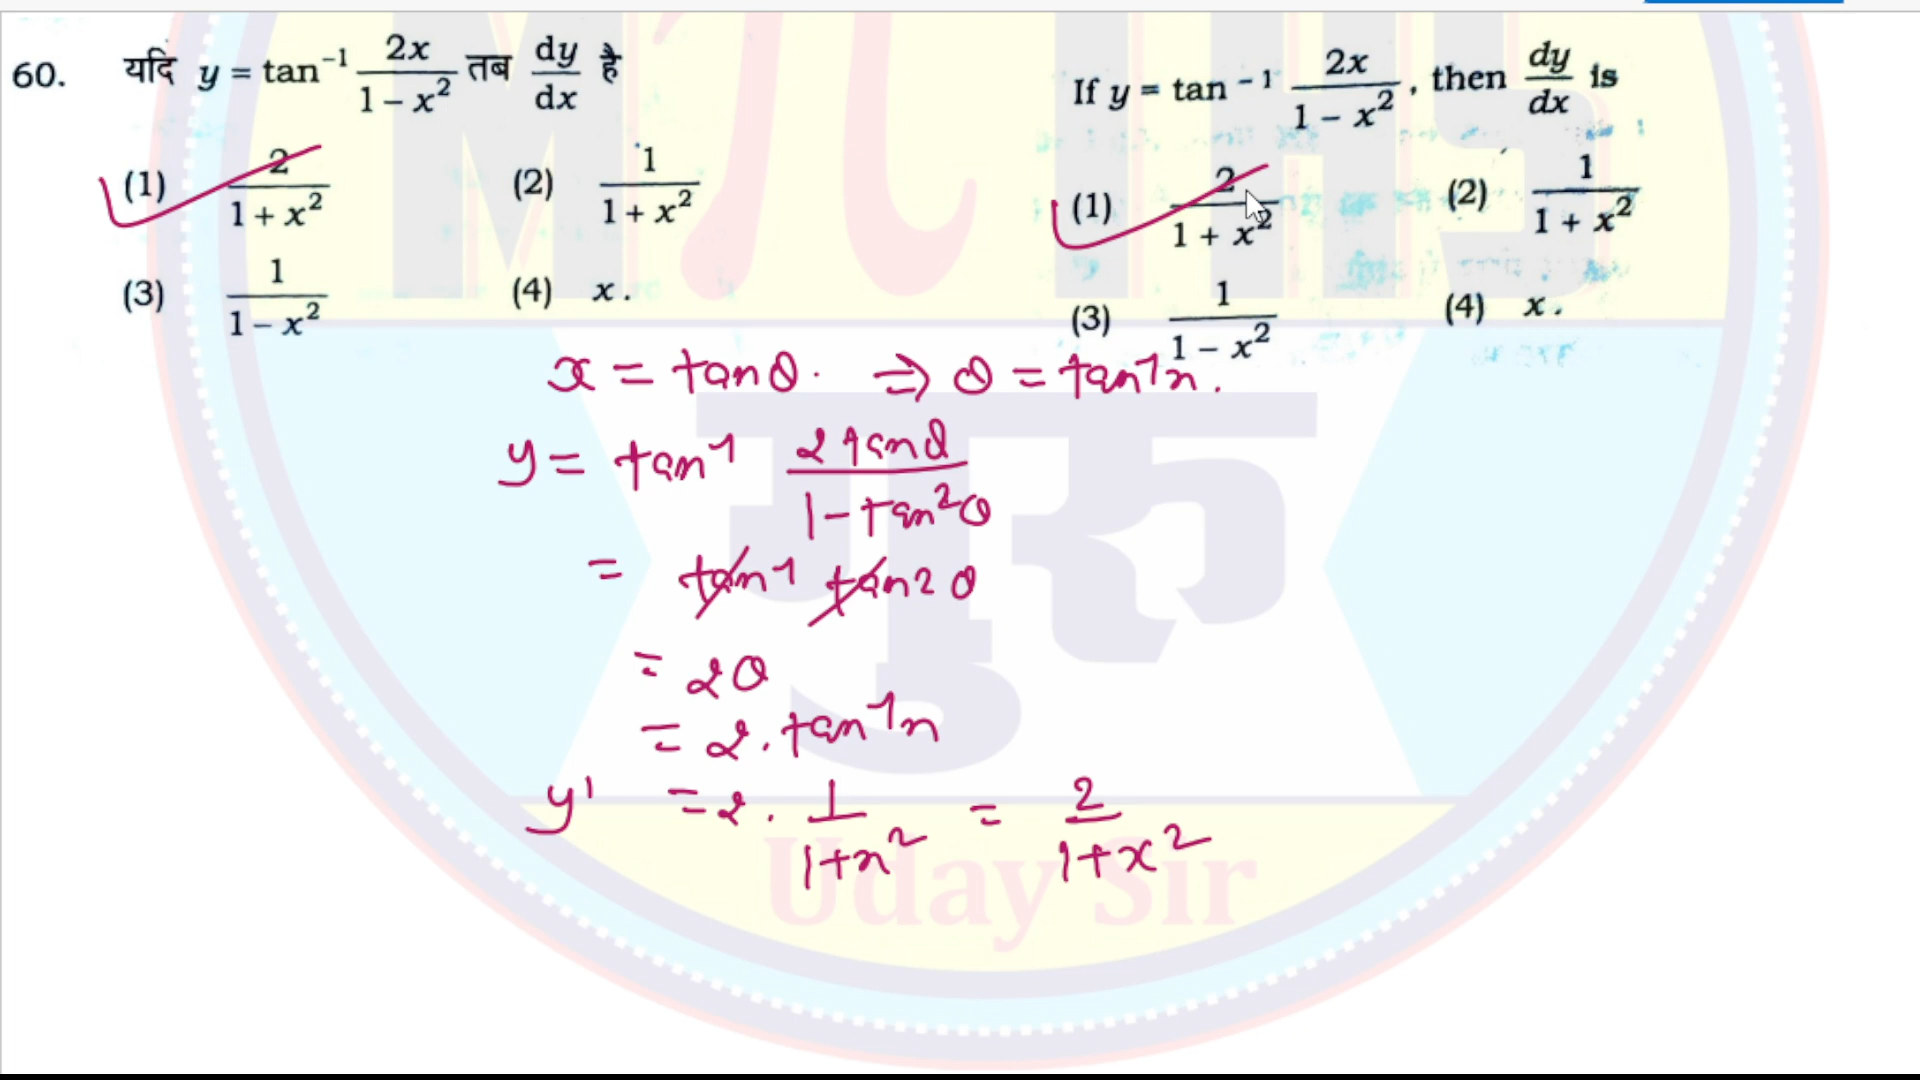 60. यदि y = tan⁻¹ 2x/(1 – x²) तब dy/dx है
(1) 2/(1 + x²) (2) 1/(1 + x²)
(3) 1/(1 – x²) (4) x.
If y = tan⁻¹ 2x/(1 – x²), then dy/dx is
(1) 2/(1 + x²) (2) 1/(1 + x²)
(3) 1/(1 – x²) (4) x.
x = tanθ. ⇒ θ = tan⁻¹x.
y = tan⁻¹ 2tanθ/(1 – tan²θ)
= tan⁻¹ tan2θ
= 2θ
= 2. tan⁻¹x
y' = 2. 1/(1+x²) = 2/(1+x²)
MATHS
गुरु
Uday Sir